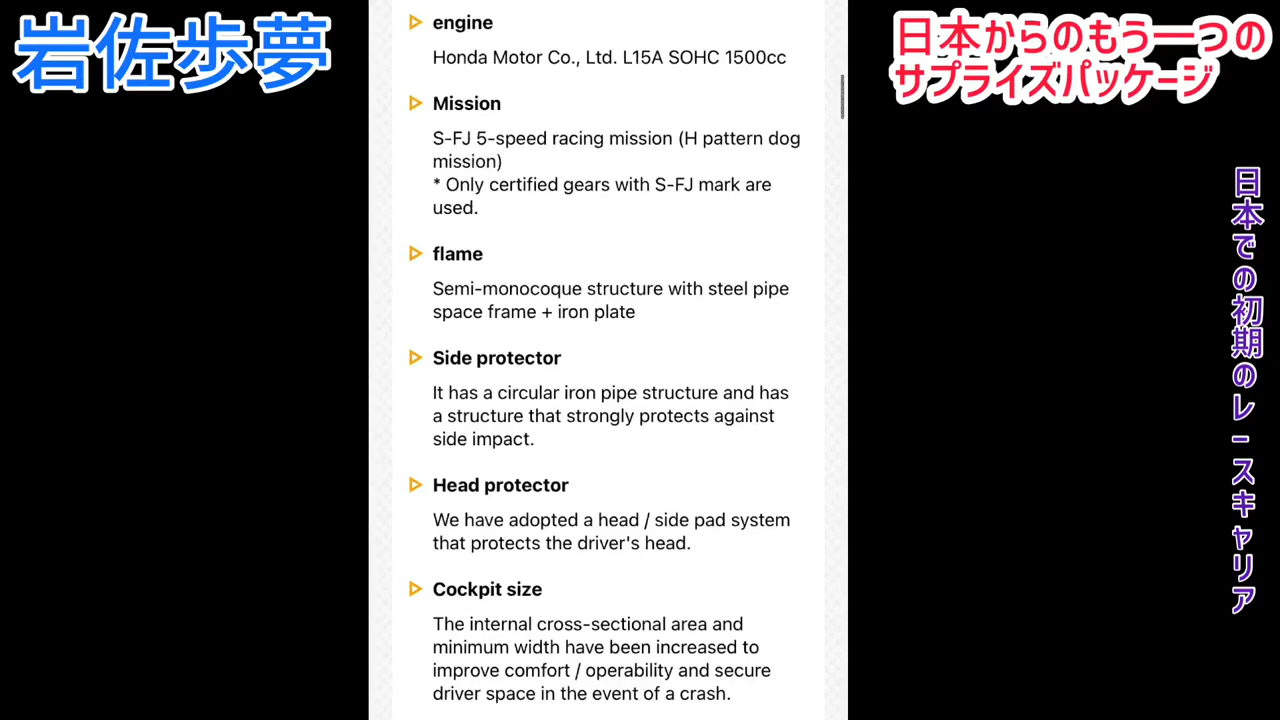 岩佐歩夢
engine
Honda Motor Co., Ltd. L15A SOHC 1500cc
Mission
S-FJ 5-speed racing mission (H pattern dog
mission)
* Only certified gears with S-FJ mark are
used.
flame
Semi-monocoque structure with steel pipe
space frame + iron plate
Side protector
It has a circular iron pipe structure and has
a structure that strongly protects against
side impact.
Head protector
We have adopted a head / side pad system
that protects the driver's head.
Cockpit size
The internal cross-sectional area and
minimum width have been increased to
improve comfort / operability and secure
driver space in the event of a crash.
日本からのもう一つの
サプライズパッケージ
日本での初期のレースキャリア